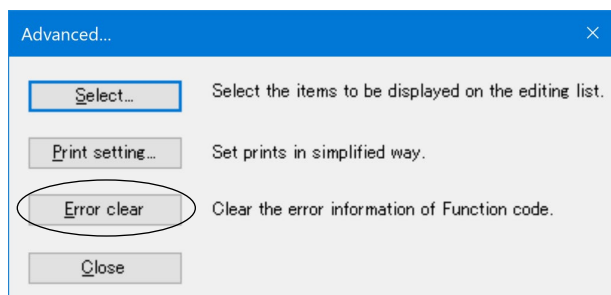 Advanced...
Select... Select the items to be displayed on the editing list.
Print setting... Set prints in simplified way.
Error clear Clear the error information of Function code.
Close